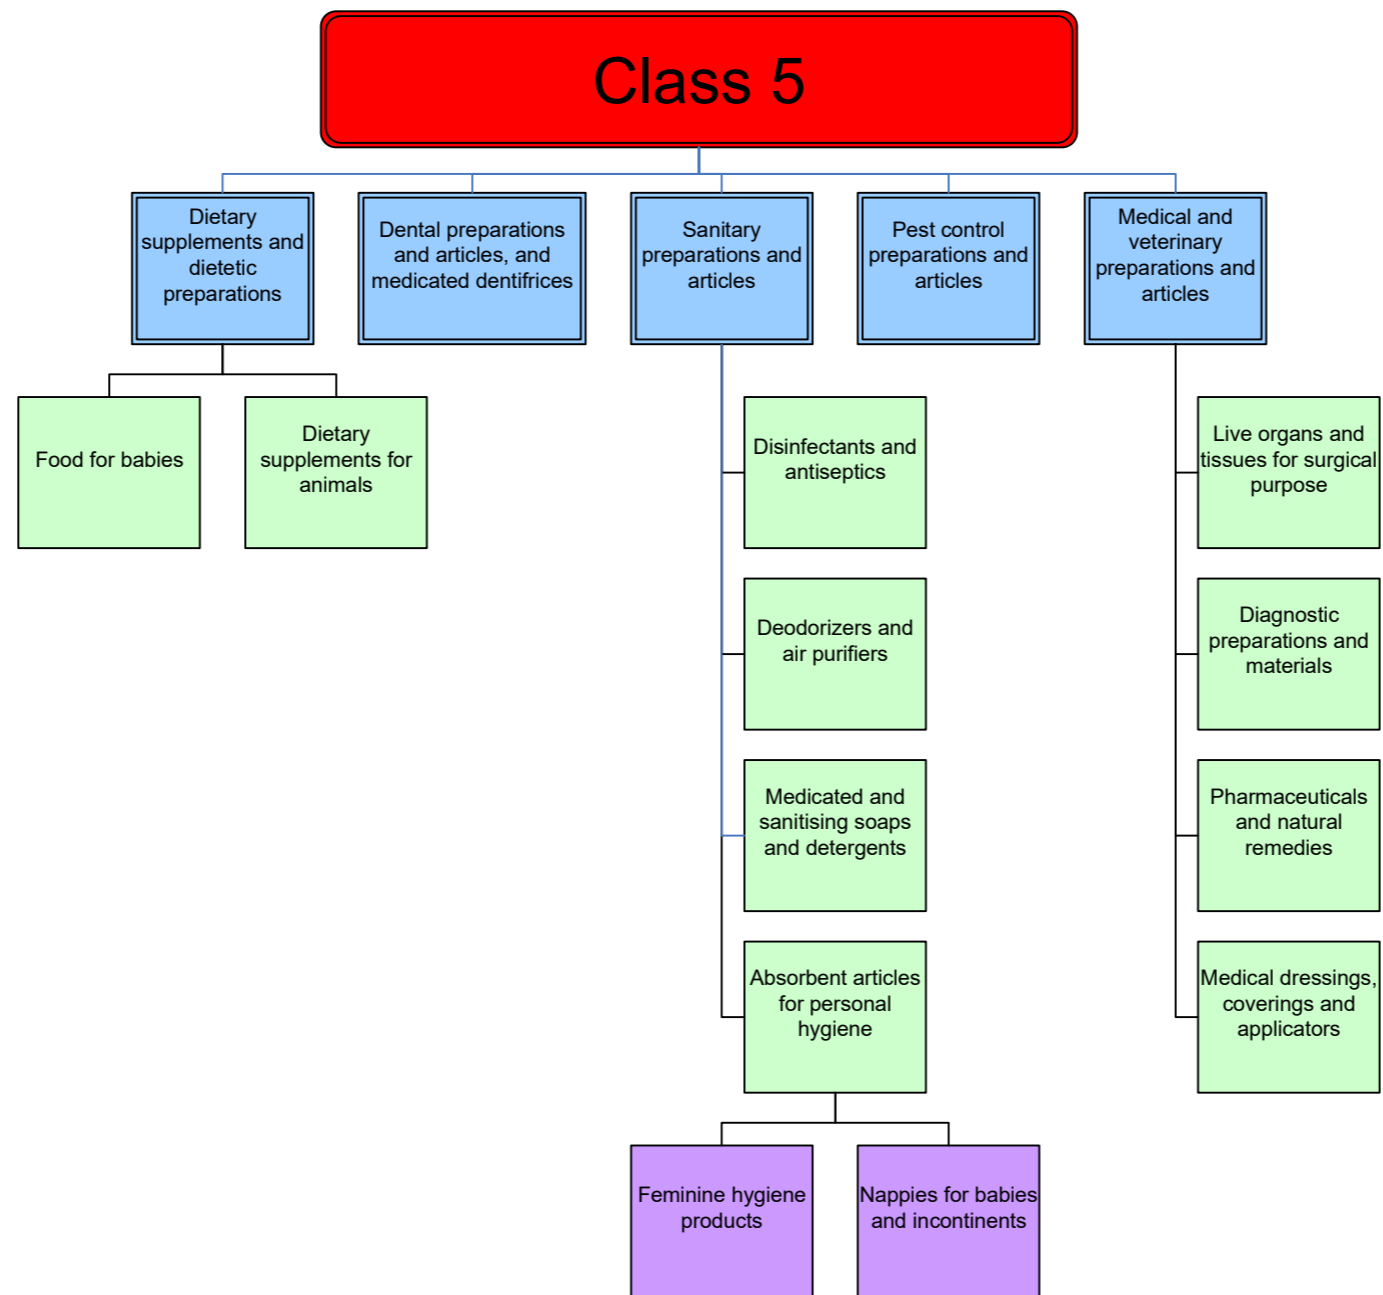 Class 5
Dietary
supplements and
dietetic
preparations
Dental preparations
and articles, and
medicated dentifrices
Sanitary
preparations and
articles
Pest control
preparations and
articles
Medical and
veterinary
preparations and
articles
Food for babies
Dietary
supplements for
animals
Disinfectants and
antiseptics
Live organs and
tissues for surgical
purpose
Deodorizers and
air purifiers
Diagnostic
preparations and
materials
Medicated and
sanitising soaps
and detergents
Pharmaceuticals
and natural
remedies
Absorbent articles
for personal
hygiene
Medical dressings,
coverings and
applicators
Feminine hygiene
products
Nappies for babies
and incontinents